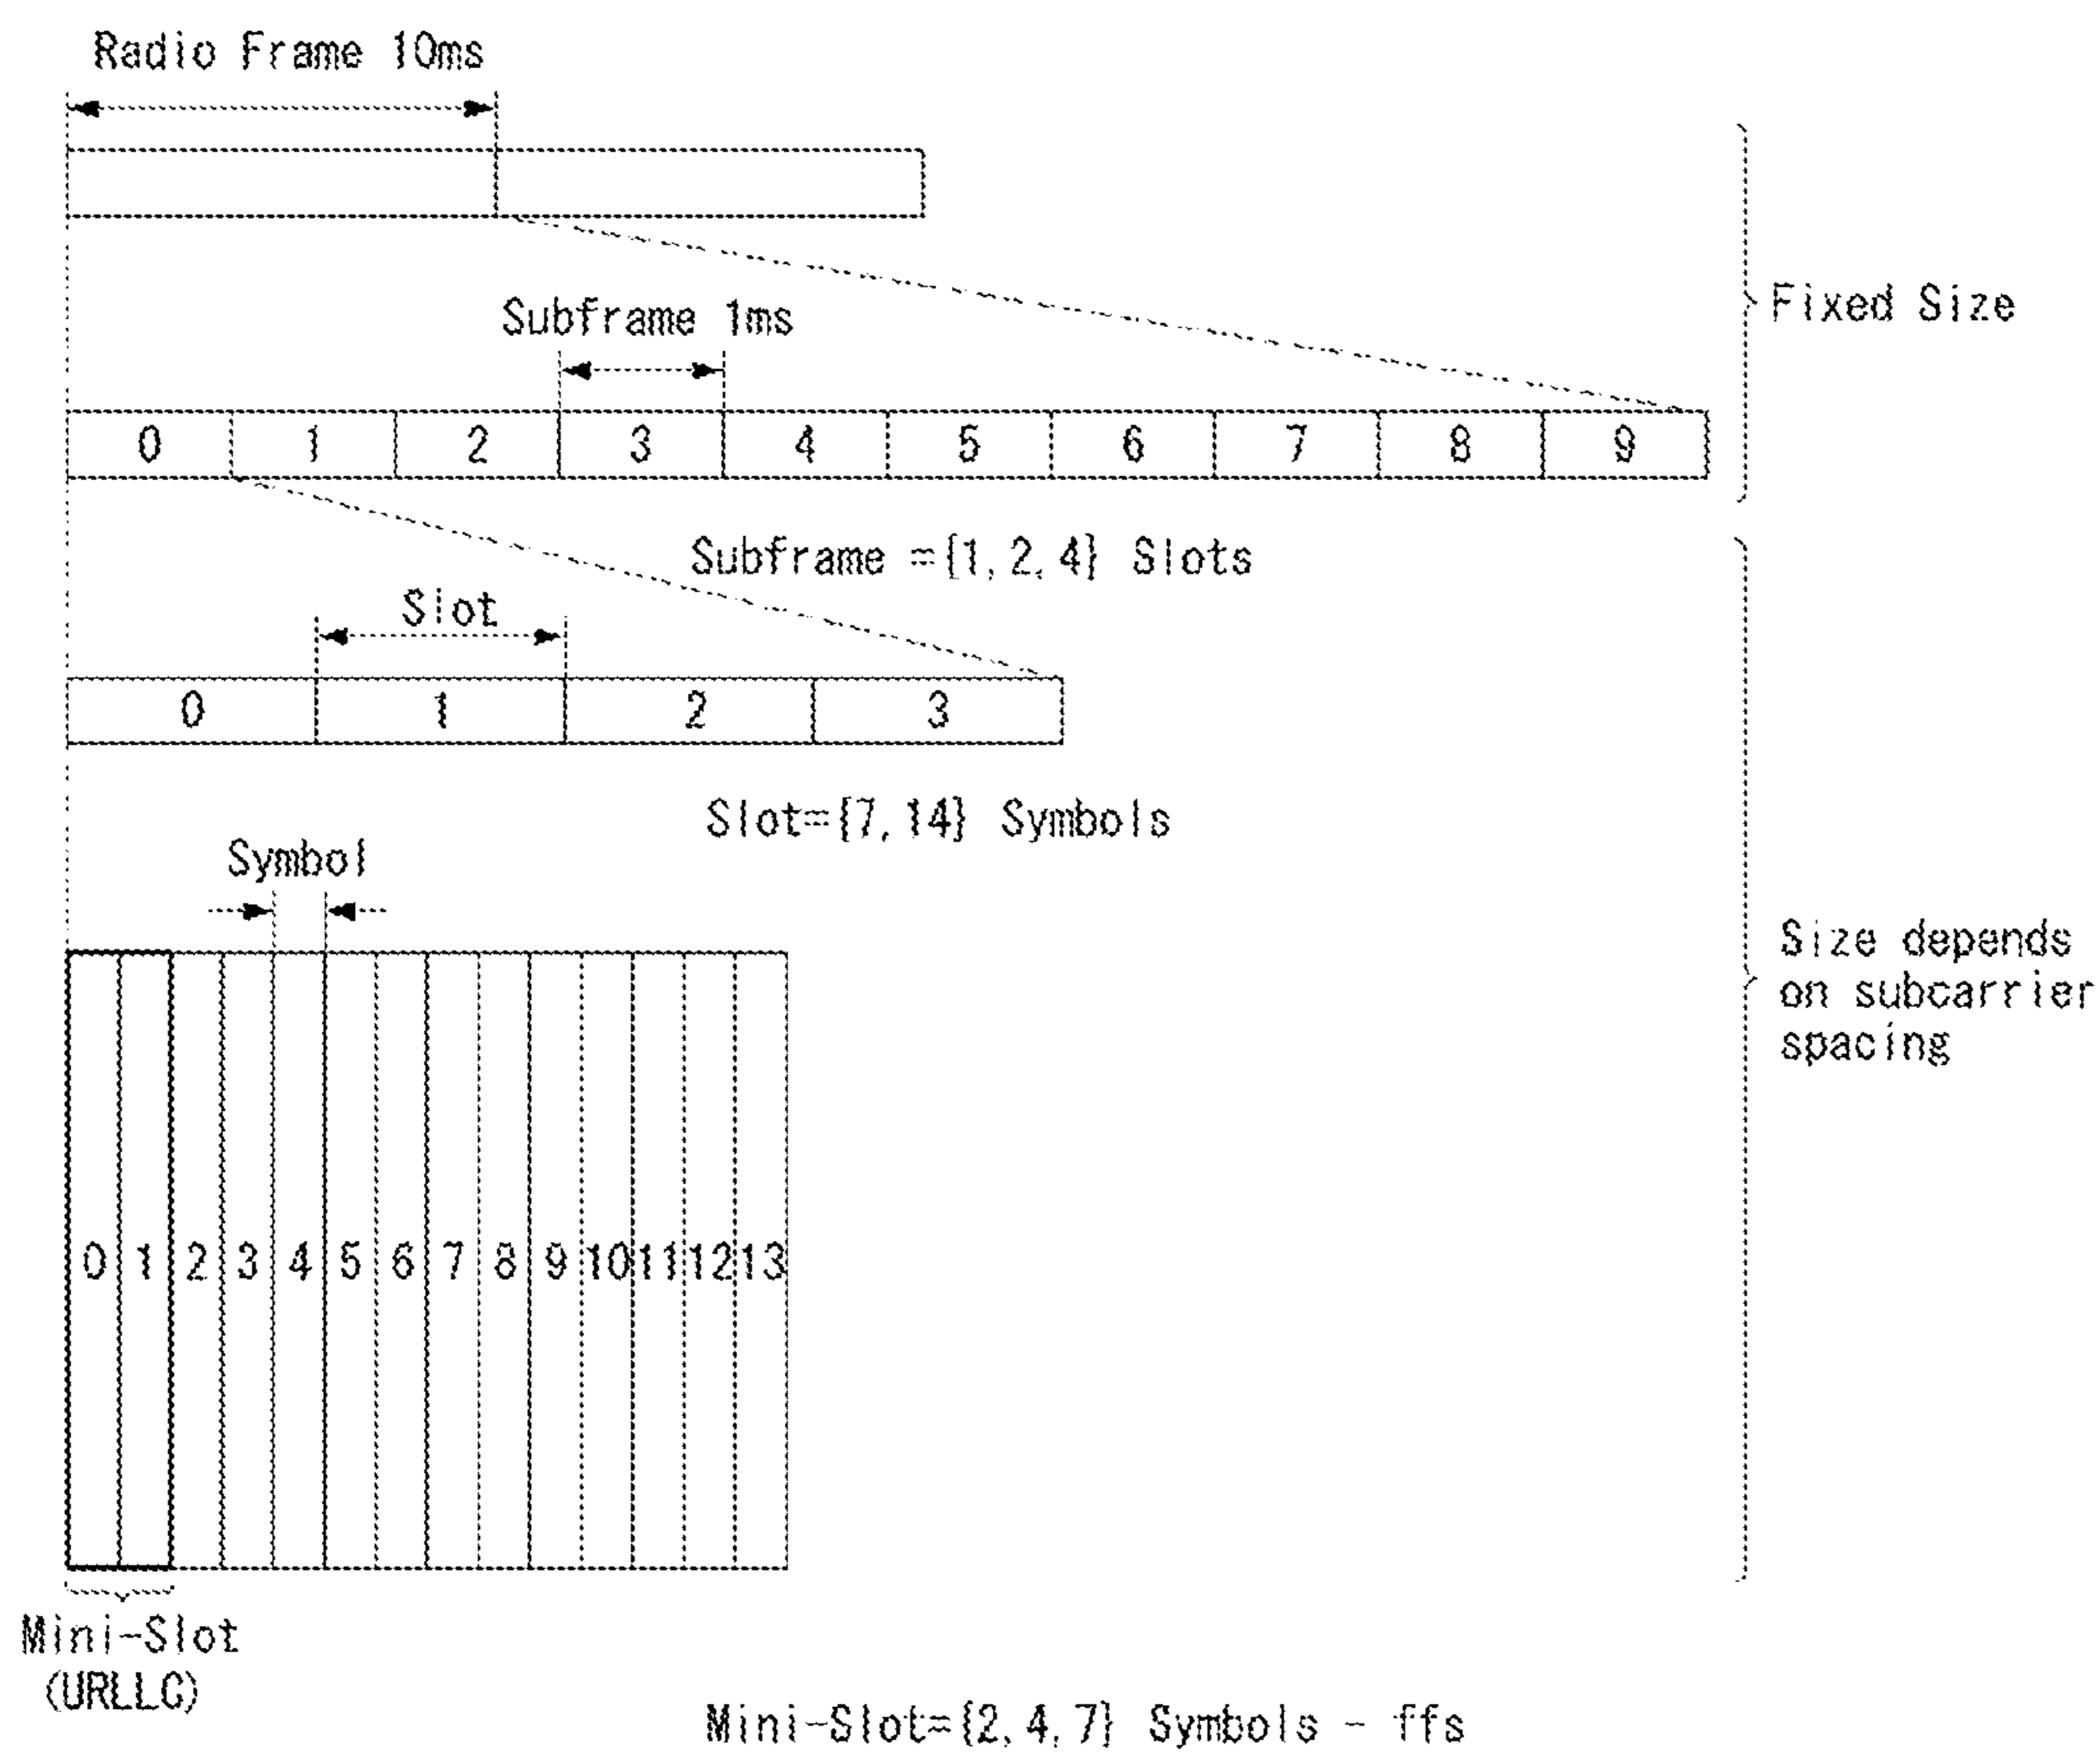 Radio Frame 10ms
Fixed Size
Subframe 1ms
0 1 2 3 4 5 6 7 8 9
Subframe ={1,2,4} Slots
Slot
0 1 2 3
Slot={7,14} Symbols
Symbol
Size depends
on subcarrier
spacing
0 1 2 3 4 5 6 7 8 9 10 11 12 13
Mini-Slot
(URLLC)
Mini-Slot={2,4,7} Symbols - ffs